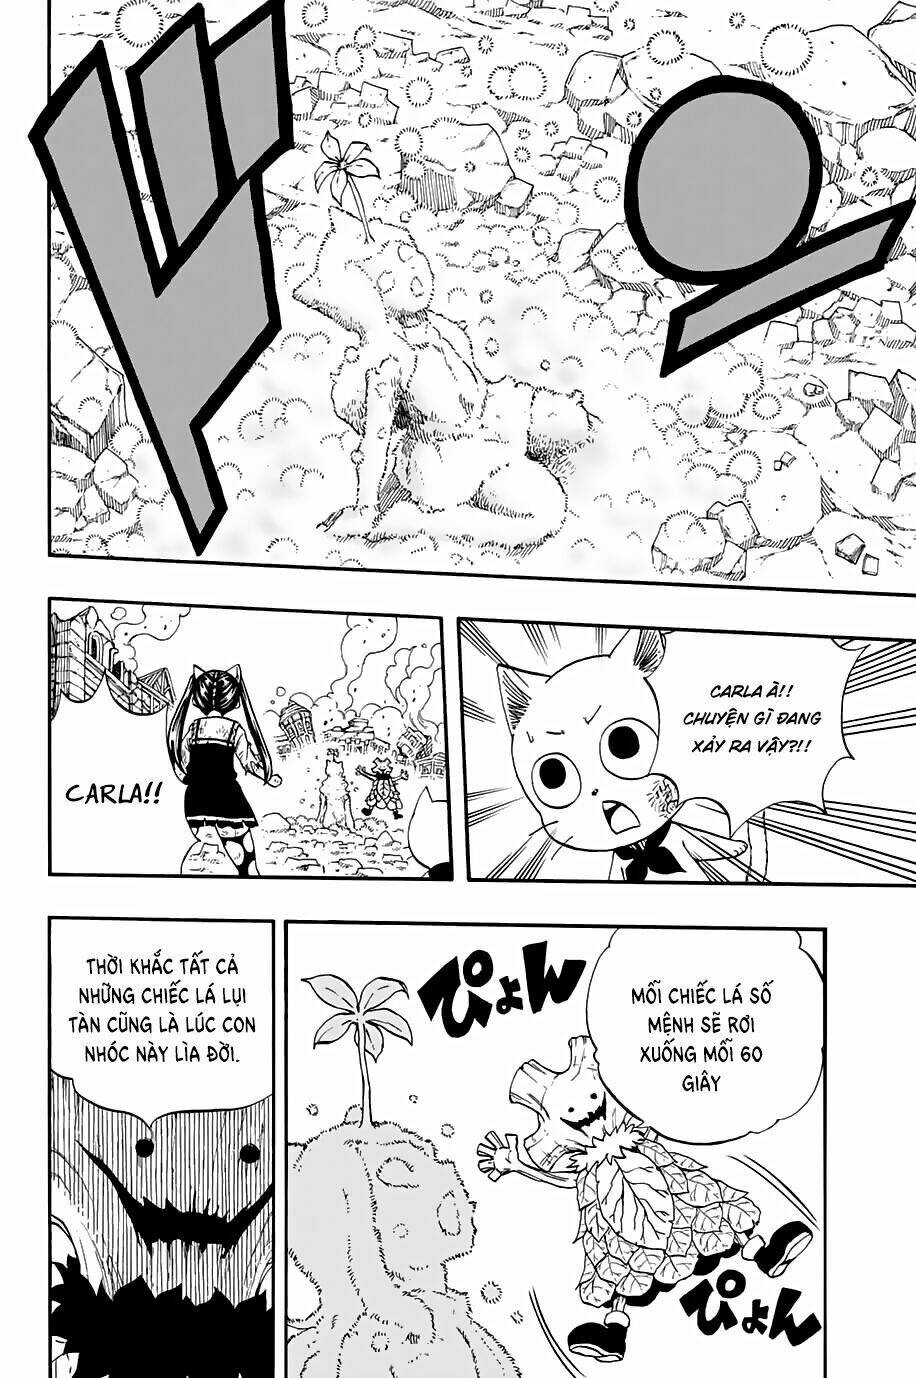 ドン
CARLA À!!
CHUYỆN GÌ ĐANG
XẢY RA VẬY?!!
CARLA!!
MỖI CHIẾC LÁ SỐ
MỆNH SẼ RƠI
XUỐNG MỖI 60
GIÂY
ぴょん
ぴょん
THỜI KHẮC TẤT CẢ
NHỮNG CHIẾC LÁ LỤI
TÀN CŨNG LÀ LÚC CON
NHÓC NÀY LÌA ĐỜI.